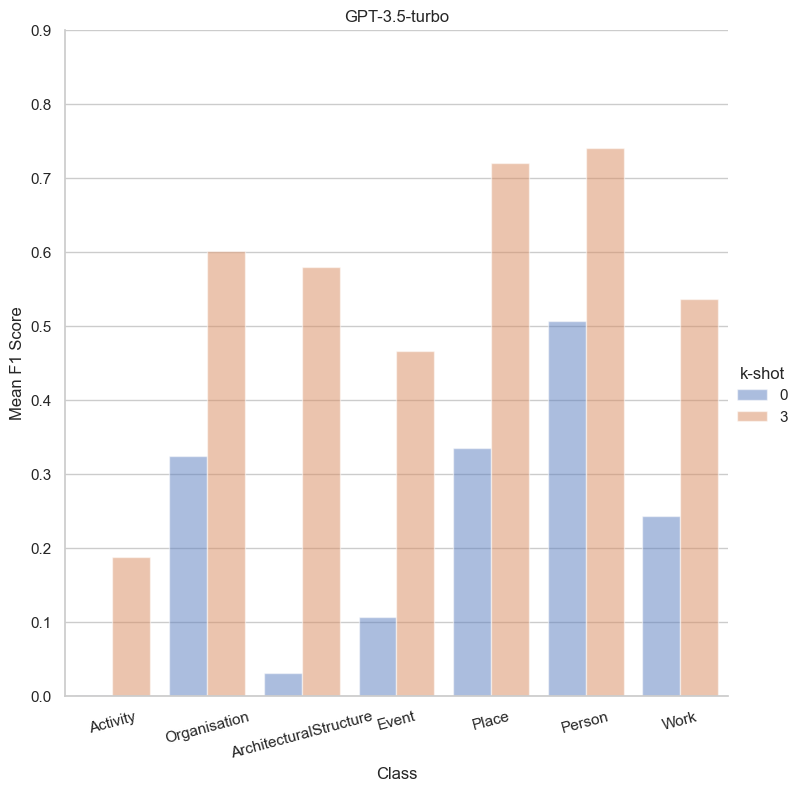 GPT-3.5-turbo
0.9
0.8
0.7
0.6
0.5
0.4
0.3
0.2
0.1
0.0
Mean F1 Score
Activity
Organisation
ArchitecturalStructure
Event
Place
Person
Work
Class
k-shot
0
3